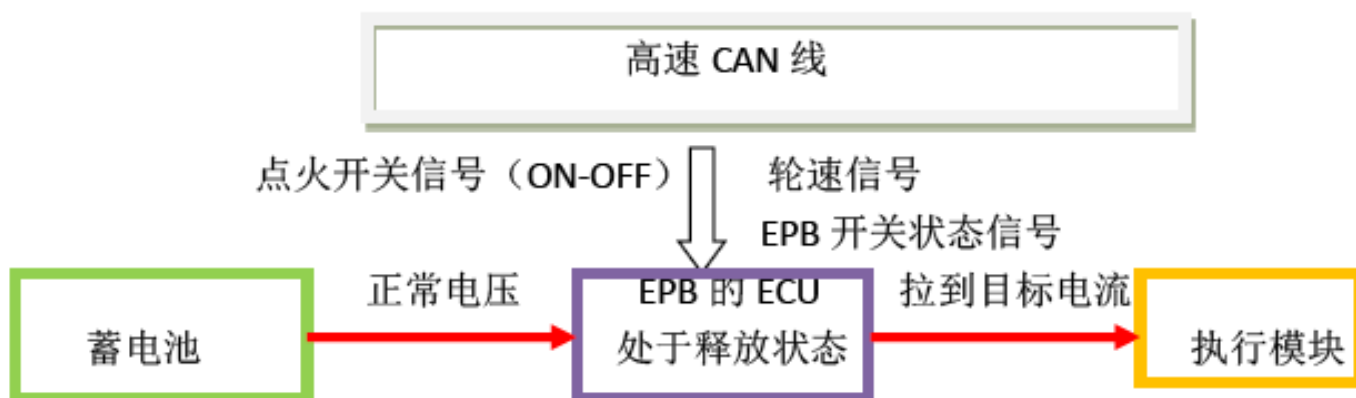 高速 CAN 线
点火开关信号（ON-OFF） 轮速信号
EPB 开关状态信号
正常电压 EPB 的 ECU 拉到目标电流
蓄电池 处于释放状态 执行模块